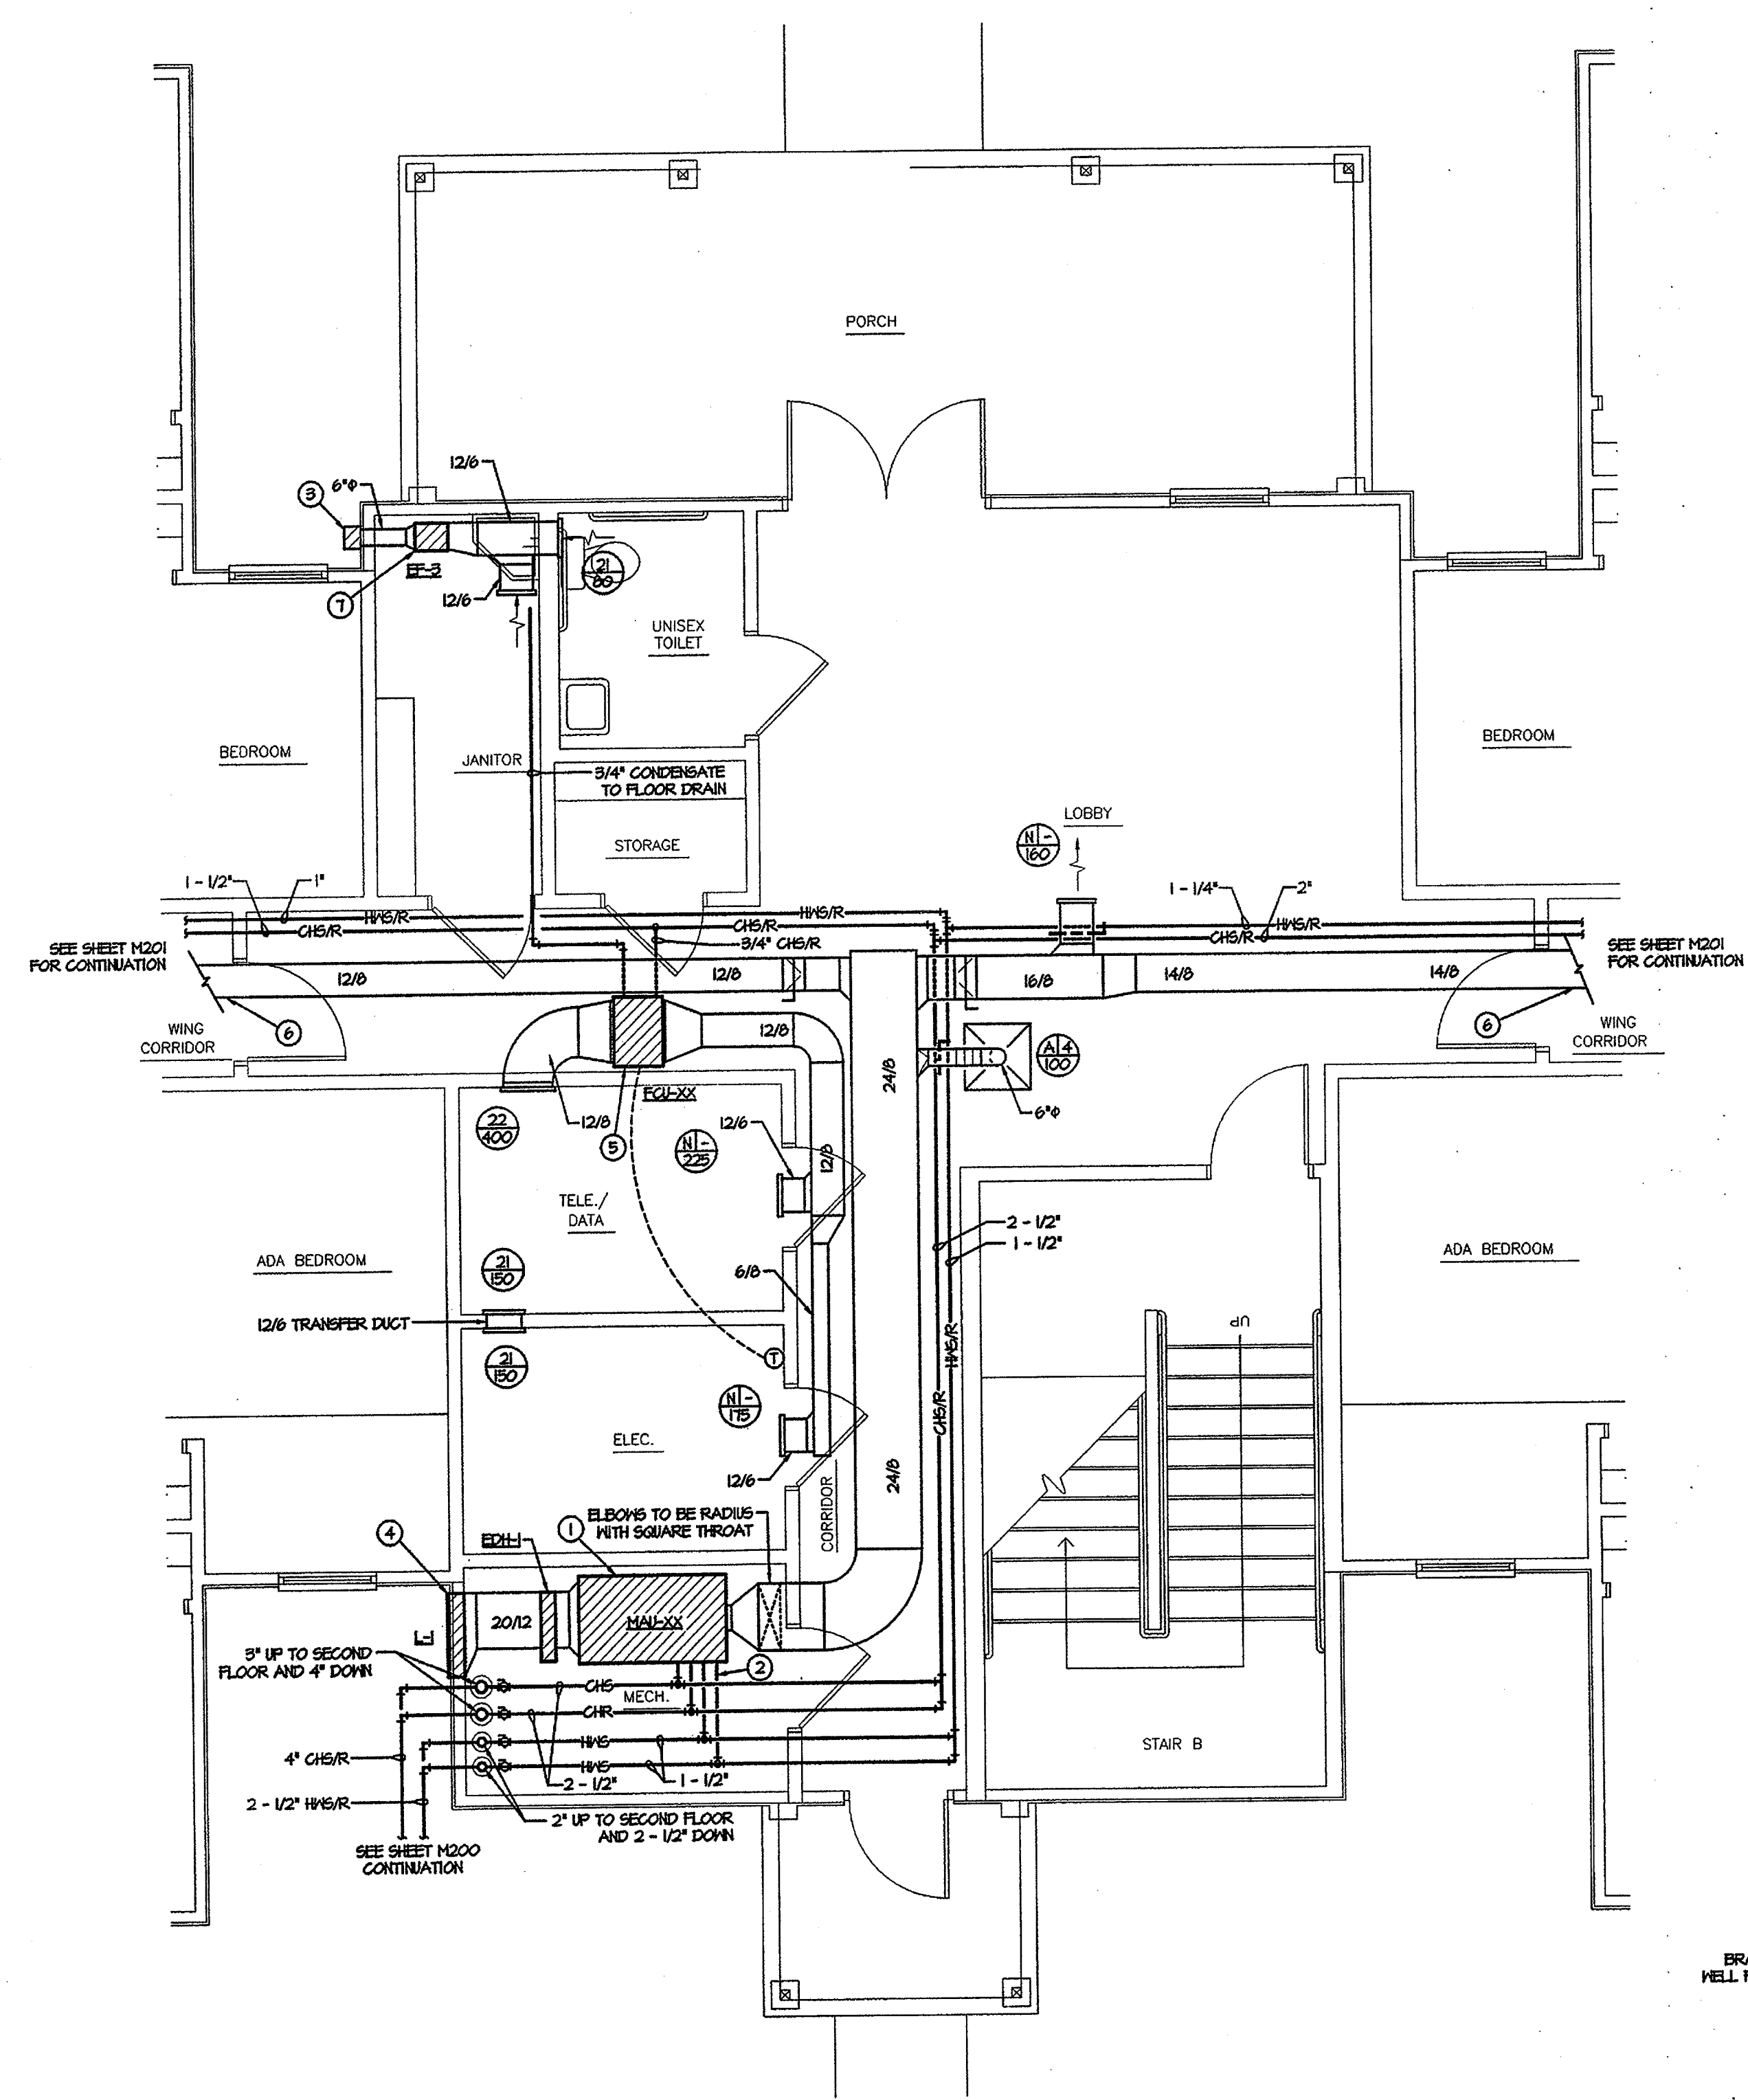 PORCH
12/6
3
6"φ
EF-3
7
12/6
21
80
UNISEX
TOILET
BEDROOM
JANITOR
3/4" CONDENSATE
TO FLOOR DRAIN
BEDROOM
STORAGE
LOBBY
N -
160
1 - 1/2"
1"
1 - 1/4"
2"
HWS/R
CHS/R
HWS/R
CHS/R
3/4" CHS/R
HWS/R
CHS/R
SEE SHEET M201
FOR CONTINUATION
SEE SHEET M201
FOR CONTINUATION
12/8
12/8
16/8
14/8
14/8
6
6
WING
CORRIDOR
WING
CORRIDOR
12/8
24/8
A 4
100
6"φ
FCU-XX
12/8
5
22
400
N -
225
12/6
12/8
TELE./
DATA
2 - 1/2"
1 - 1/2"
ADA BEDROOM
ADA BEDROOM
21
150
6/8
12/6 TRANSFER DUCT
UP
HWS/R
21
150
T
N -
175
CHS/R
ELEC.
12/6
24/8
CORRIDOR
ELBOWS TO BE RADIUS
WITH SQUARE THROAT
4
EDH-1
1
20/12
MAU-XX
L-1
3" UP TO SECOND
FLOOR AND 4" DOWN
2
CHS
MECH.
CHR
HWS
HWS
4" CHS/R
2 - 1/2"
1 - 1/2"
STAIR B
2 - 1/2" HWS/R
2" UP TO SECOND FLOOR
AND 2 - 1/2" DOWN
SEE SHEET M200
CONTINUATION
BRA
WELL F